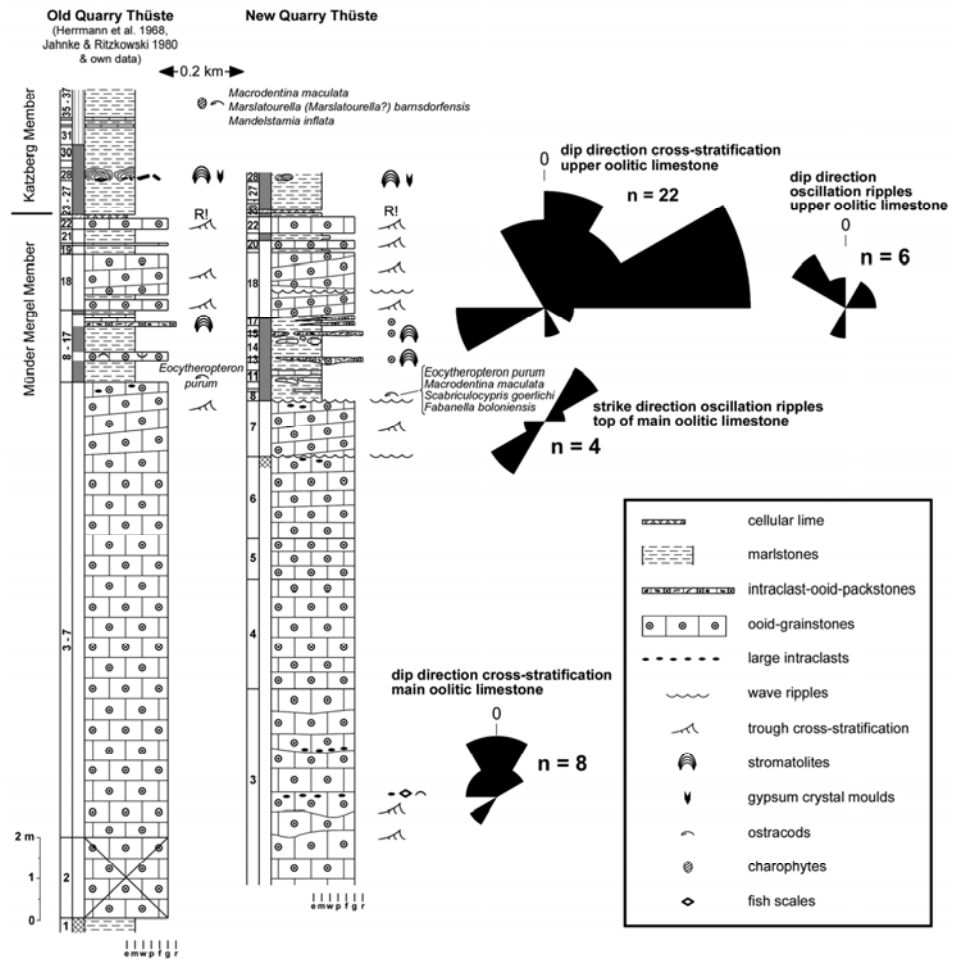 Old Quarry Thüste
(Herrmann et al. 1968,
Jahnke & Ritzkowski 1980
& own data)
New Quarry Thüste
0.2 km
Macrodentina maculata
Marslatourella (Marslatourella?) barnsdorfensis
Mandelstamia inflata
Katzberg Member
Münder Mergel Member
35 - 37
31
30
28
23 - 27
22
21
19
18
8 - 17
3 - 7
2
1
R!
Eocytheropteron
purum
2 m
1
0
e m w p f g r
28
23 - 27
22
20
18
17
15
14
13
11
8
7
6
5
4
3
R!
Eocytheropteron purum
Macrodentina maculata
Scabriculocypris goerlichi
Fabanella boloniensis
e m w p f g r
dip direction cross-stratification
upper oolitic limestone
0
n = 22
dip direction
oscillation ripples
upper oolitic limestone
0
n = 6
strike direction oscillation ripples
top of main oolitic limestone
n = 4
dip direction cross-stratification
main oolitic limestone
0
n = 8
cellular lime
marlstones
intraclast-ooid-packstones
ooid-grainstones
large intraclasts
wave ripples
trough cross-stratification
stromatolites
gypsum crystal moulds
ostracods
charophytes
fish scales